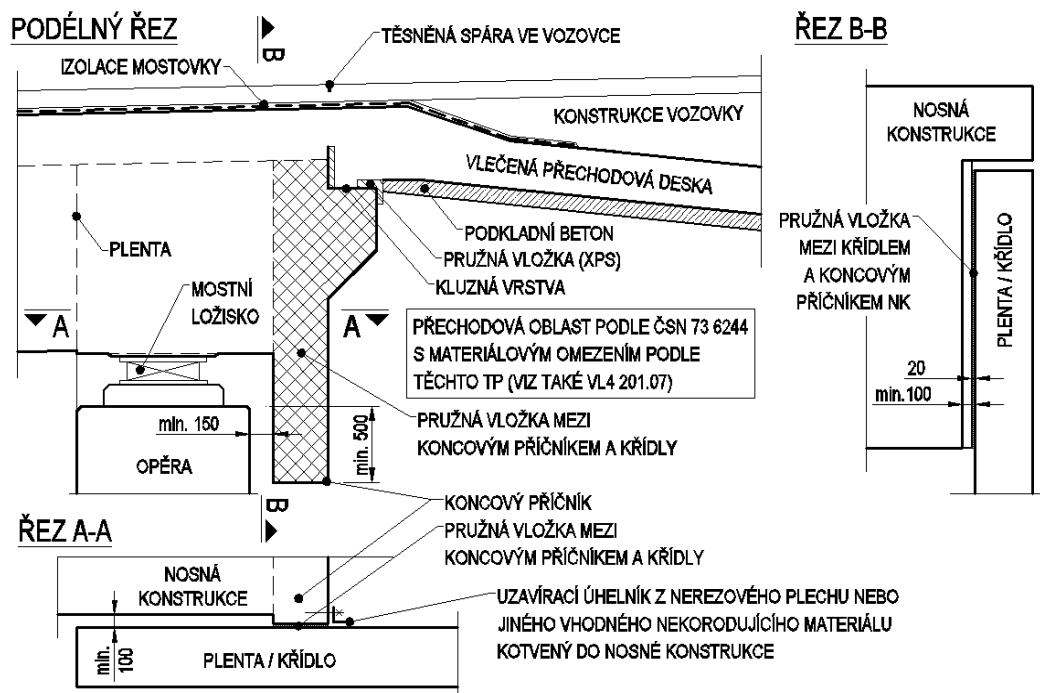 PODÉLNÝ ŘEZ
B
TĚSNĚNÁ SPÁRA VE VOZOVCE
IZOLACE MOSTOVKY
KONSTRUKCE VOZOVKY
VLEČENÁ PŘECHODOVÁ DESKA
PODKLADNÍ BETON
PRUŽNÁ VLOŽKA (XPS)
KLUZNÁ VRSTVA
PLENTA
MOSTNÍ
LOŽISKO
A
A
PŘECHODOVÁ OBLAST PODLE ČSN 73 6244
S MATERIÁLOVÝM OMEZENÍM PODLE
TĚCHTO TP (VIZ TAKÉ VL4 201.07)
min. 150
min. 500
PRUŽNÁ VLOŽKA MEZI
KONCOVÝM PŘÍČNÍKEM A KŘÍDLY
OPĚRA
B
KONCOVÝ PŘÍČNÍK
PRUŽNÁ VLOŽKA MEZI
KONCOVÝM PŘÍČNÍKEM A KŘÍDLY
ŘEZ A-A
NOSNÁ
KONSTRUKCE
min.
100
PLENTA / KŘÍDLO
UZAVÍRACÍ ÚHELNÍK Z NEREZOVÉHO PLECHU NEBO
JINÉHO VHODNÉHO NEKORODUJÍCÍHO MATERIÁLU
KOTVENÝ DO NOSNÉ KONSTRUKCE
ŘEZ B-B
NOSNÁ
KONSTRUKCE
PRUŽNÁ VLOŽKA
MEZI KŘÍDLEM
A KONCOVÝM
PŘÍČNÍKEM NK
PLENTA / KŘÍDLO
20
min.100